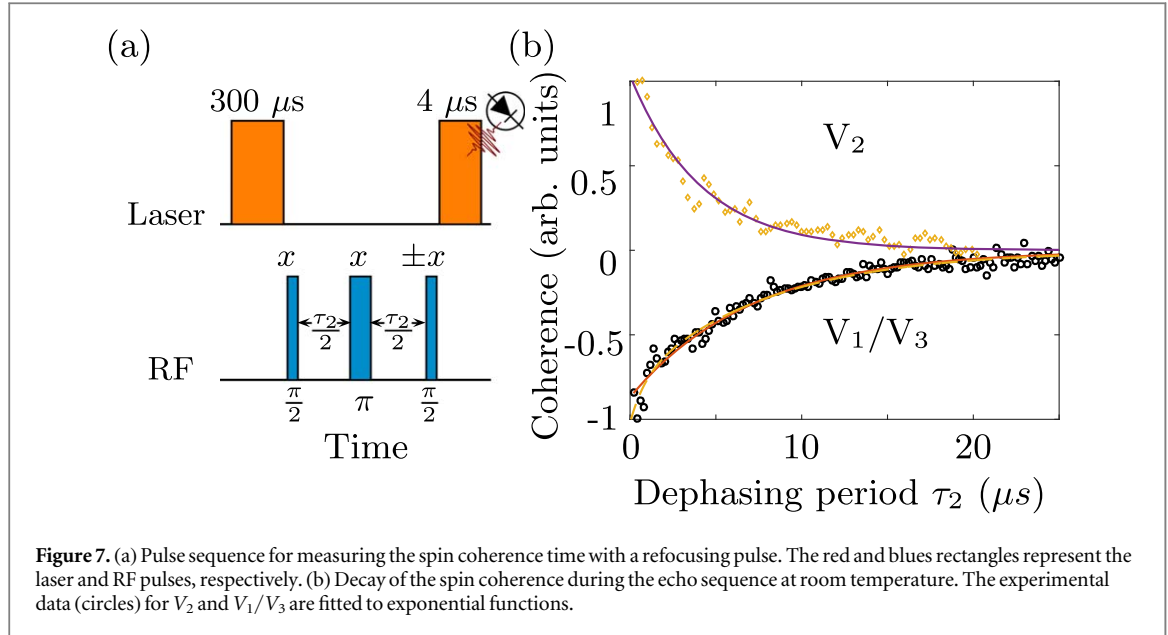 (a)
300 μs
4 μs
Laser
x
x
±x
τ₂/2
τ₂/2
RF
π/2
π
π/2
Time
(b)
Coherence (arb. units)
1
0.5
0
-0.5
-1
V₂
V₁/V₃
0
10
20
Dephasing period τ₂ (μs)
Figure 7. (a) Pulse sequence for measuring the spin coherence time with a refocusing pulse. The red and blues rectangles represent the
laser and RF pulses, respectively. (b) Decay of the spin coherence during the echo sequence at room temperature. The experimental
data (circles) for V₂ and V₁/V₃ are fitted to exponential functions.